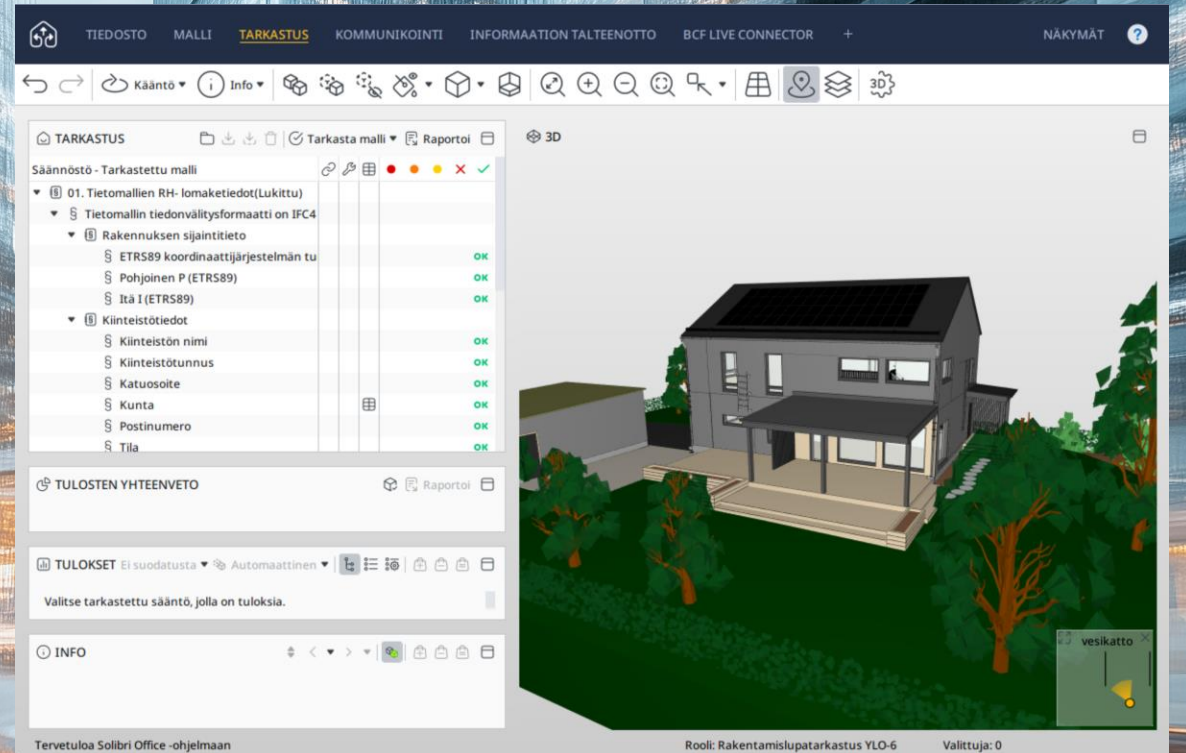 TIEDOSTO MALLI TARKASTUS KOMMUNIKOINTI INFORMAATION TALTEENOTTO BCF LIVE CONNECTOR + NÄKYMÄT ?
Kääntö Info 3D
TARKASTUS Tarkasta malli Raportoi
Säännöstö - Tarkastettu malli
01. Tietomallien RH- lomaketiedot(Lukittu)
§ Tietomallin tiedonvälitysformaatti on IFC4
Rakennuksen sijaintitieto
§ ETRS89 koordinaattijärjestelmän tu OK
§ Pohjoinen P (ETRS89) OK
§ Itä I (ETRS89) OK
Kiinteistötiedot
§ Kiinteistön nimi OK
§ Kiinteistötunnus OK
§ Katuosoite OK
§ Kunta OK
§ Postinumero OK
§ Tila OK
TULOSTEN YHTEENVETO Raportoi
TULOKSET Ei suodatusta Automaattinen
Valitse tarkastettu sääntö, jolla on tuloksia.
INFO
3D
vesikatto
Tervetuloa Solibri Office -ohjelmaan Rooli: Rakentamislupatarkastus YLO-6 Valittuja: 0